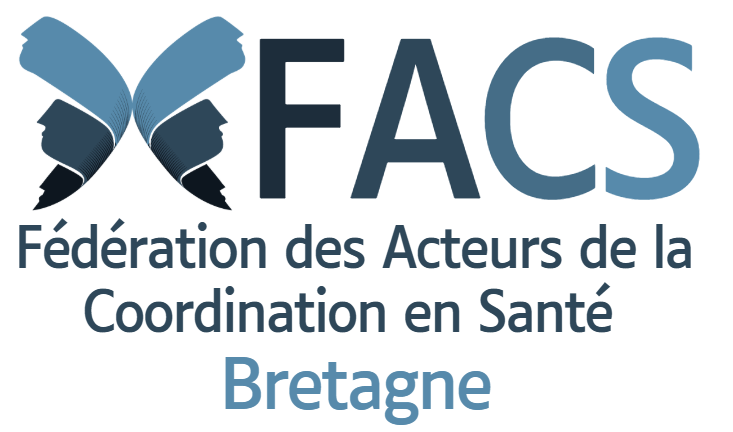 FACS
Fédération des Acteurs de la
Coordination en Santé
Bretagne